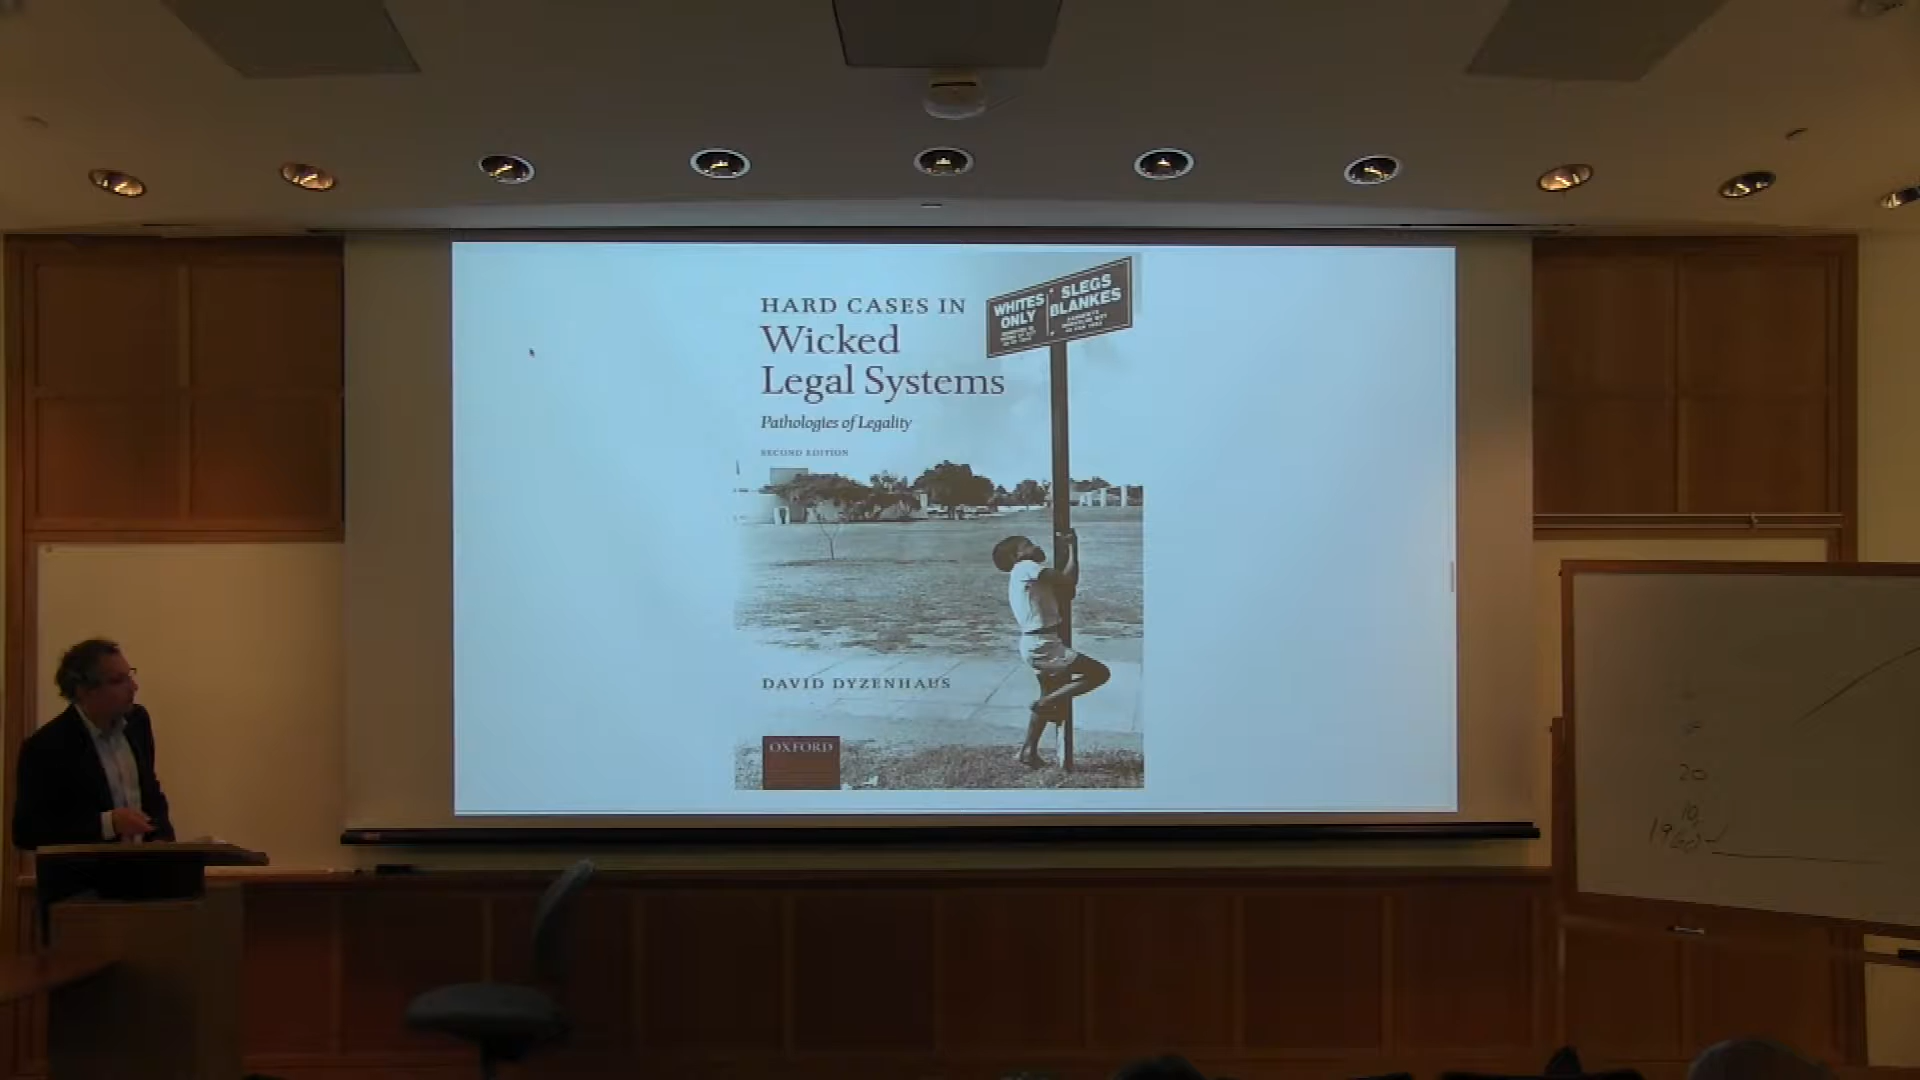 HARD CASES IN
Wicked
Legal Systems
Pathologies of Legality
SECOND EDITION
WHITES
ONLY
SLEGS
BLANKES
DAVID DYZENHAUS
OXFORD
20
10
1960